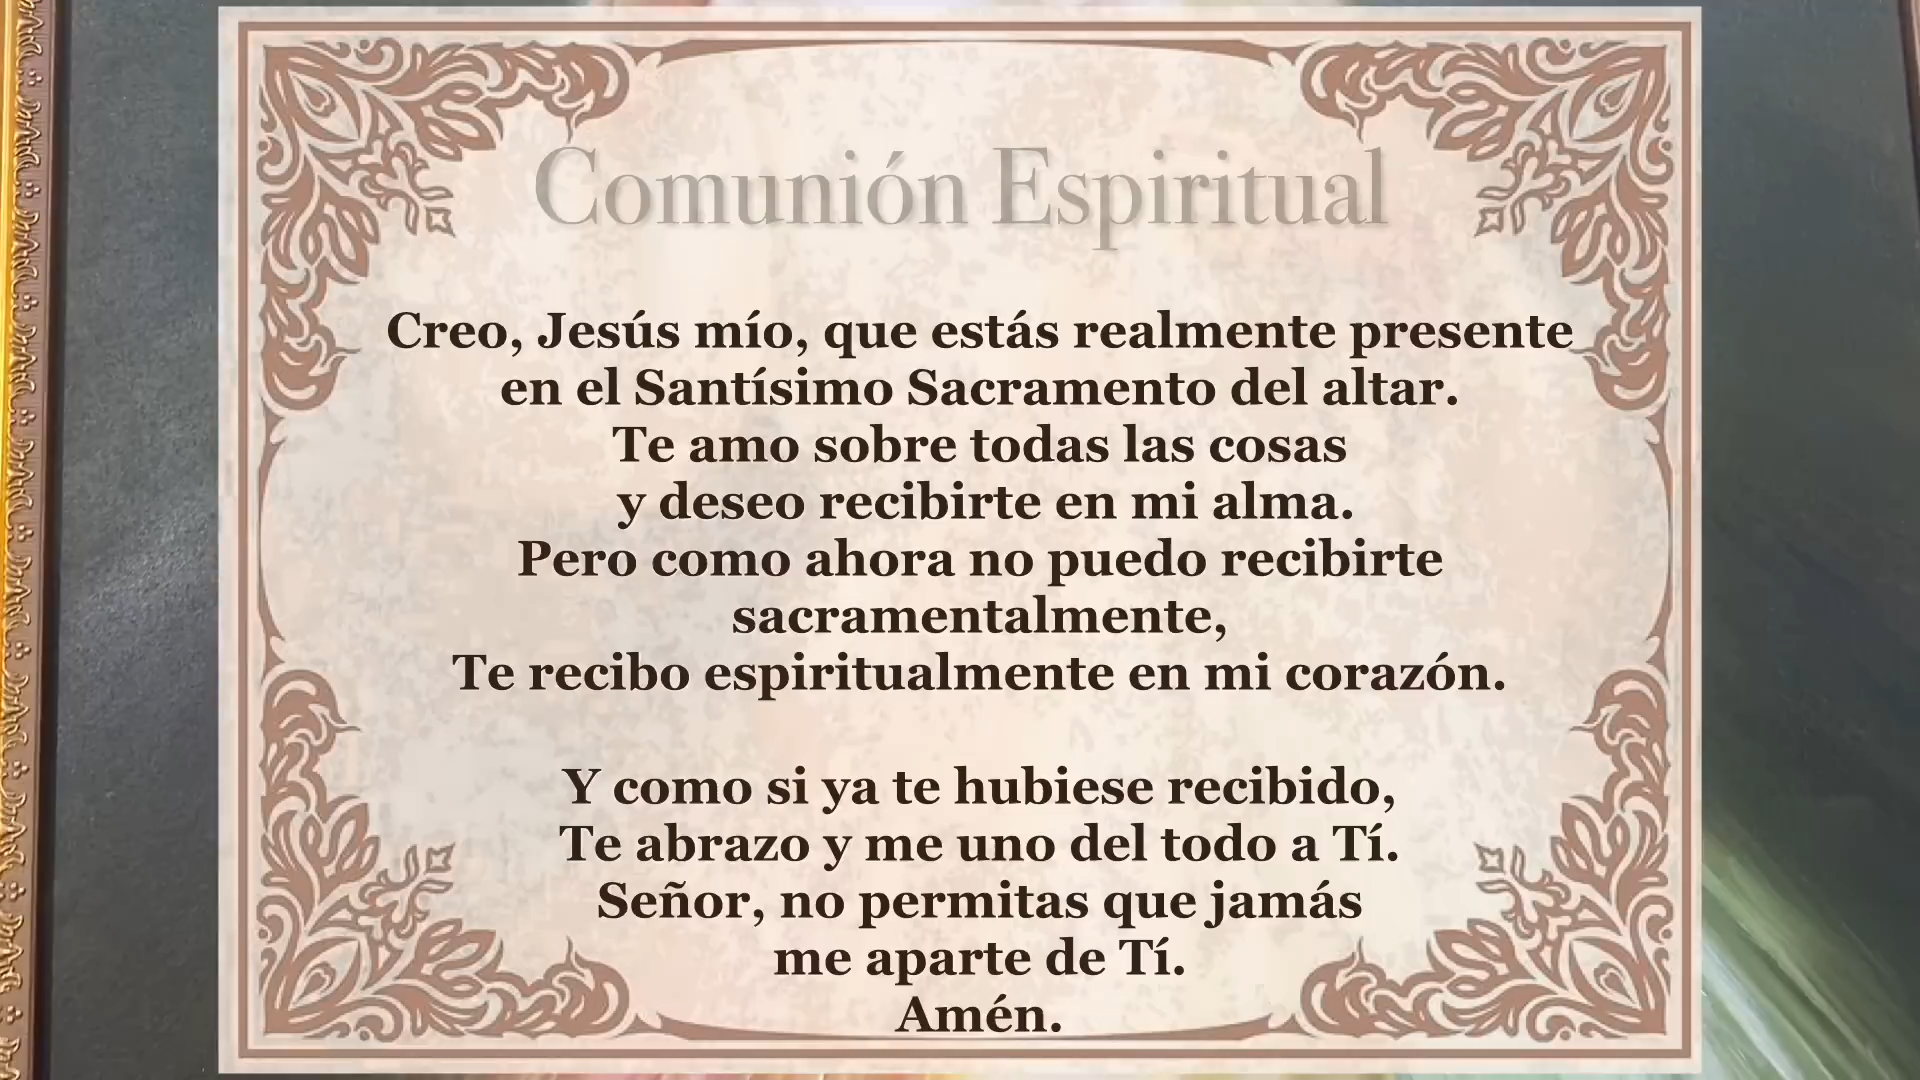 Comunión Espiritual
Creo, Jesús mío, que estás realmente presente
en el Santísimo Sacramento del altar.
Te amo sobre todas las cosas
y deseo recibirte en mi alma.
Pero como ahora no puedo recibirte
sacramentalmente,
Te recibo espiritualmente en mi corazón.
Y como si ya te hubiese recibido,
Te abrazo y me uno del todo a Tí.
Señor, no permitas que jamás
me aparte de Tí.
Amén.